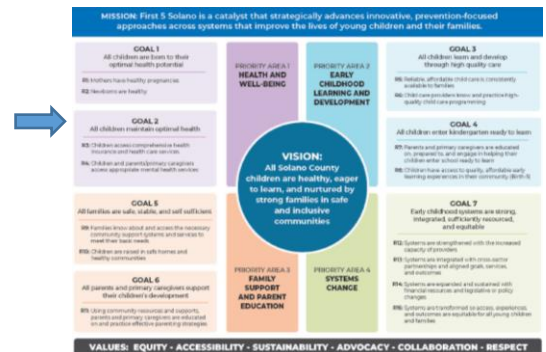 MISSION: First 5 Solano is a catalyst that strategically advances innovative, prevention-focused
approaches across systems that improve the lives of young children and their families.
GOAL 1
All children are born to their
optimal health potential
R1: Mothers have healthy pregnancies
R2: Newborns are healthy
GOAL 2
All children maintain optimal health
R3: Children access comprehensive health
insurance and health care services
R4: Children and parents/primary caregivers
access appropriate mental health services
PRIORITY AREA 1
HEALTH AND
WELL-BEING
PRIORITY AREA 2
EARLY
CHILDHOOD
LEARNING AND
DEVELOPMENT
GOAL 3
All children learn and develop
through high quality care
R5: Reliable, affordable child care is consistently
available to families
R6: Child care providers know and practice high-
quality child care programming
GOAL 4
All children enter kindergarten ready to learn
R7: Parents and primary caregivers are educated
on, prepared to, and engage in helping their
children enter school ready to learn
R8: Children have access to quality, affordable early
learning experiences in their community (Birth-5)
VISION:
All Solano County
children are healthy, eager
to learn, and nurtured by
strong families in safe
and inclusive
communities
GOAL 5
All families are safe, stable, and self sufficient
R9: Families know about and access the necessary
community support systems and services to
meet their basic needs
R10: Children are raised in safe homes and
healthy communities
GOAL 6
All parents and primary caregivers support
their children's development
R11: Using community resources and supports,
parents and primary caregivers are educated
on and practice effective parenting strategies
PRIORITY AREA 3
FAMILY
SUPPORT
AND PARENT
EDUCATION
PRIORITY AREA 4
SYSTEMS
CHANGE
GOAL 7
Early childhood systems are strong,
integrated, sufficiently resourced,
and equitable
R12: Systems are strengthened with the increased
capacity of providers
R13: Systems are integrated with cross-sector
partnerships and aligned goals, services,
and outcomes
R14: Systems are expanded and sustained with
financial resources and legislative or policy
changes
R15: Systems are transformed so access, experiences,
and outcomes are equitable for all young children
and families
VALUES: EQUITY - ACCESSIBILITY - SUSTAINABILITY - ADVOCACY - COLLABORATION - RESPECT